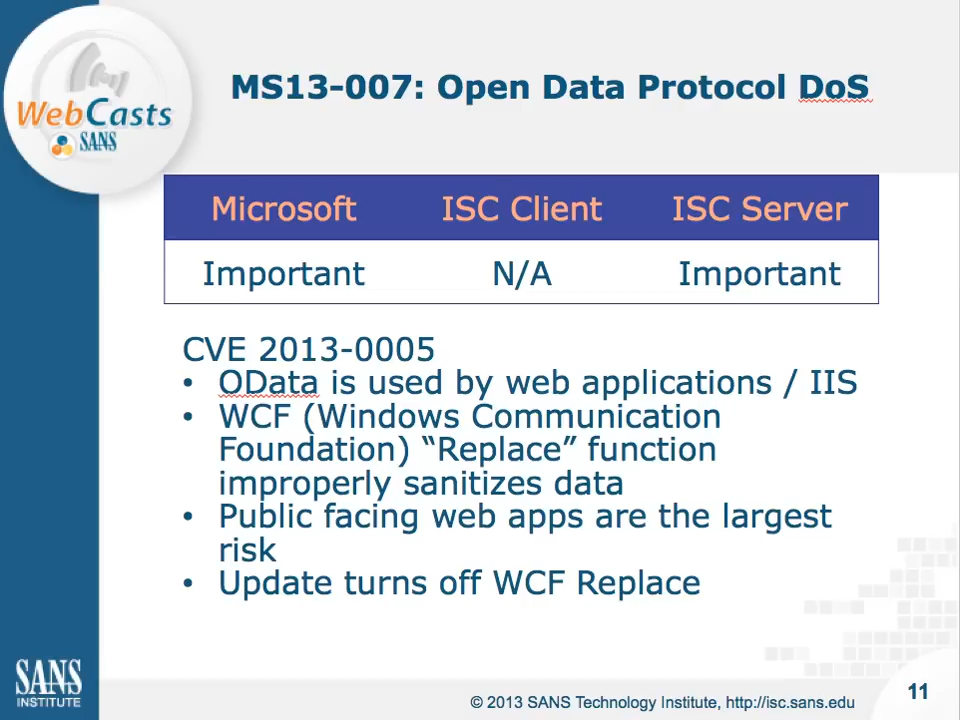 WebCasts
SANS
MS13-007: Open Data Protocol DoS
Microsoft ISC Client ISC Server
Important N/A Important
CVE 2013-0005
• OData is used by web applications / IIS
• WCF (Windows Communication
Foundation) “Replace” function
improperly sanitizes data
• Public facing web apps are the largest
risk
• Update turns off WCF Replace
SANS
INSTITUTE
© 2013 SANS Technology Institute, http://isc.sans.edu
11